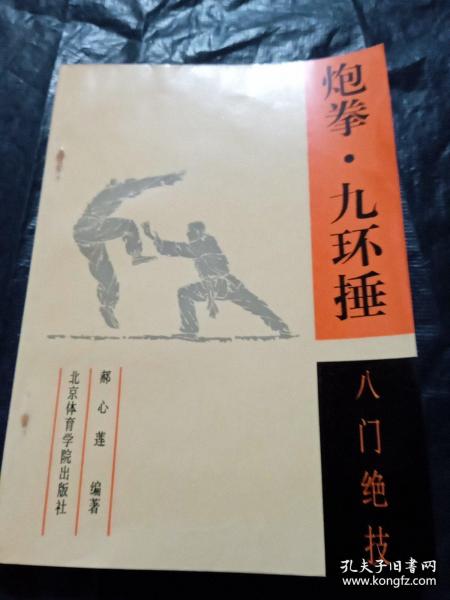 炮拳·九环捶
八门绝技
郝心莲 编著
北京体育学院出版社
孔夫子旧书网
www.kongfz.com